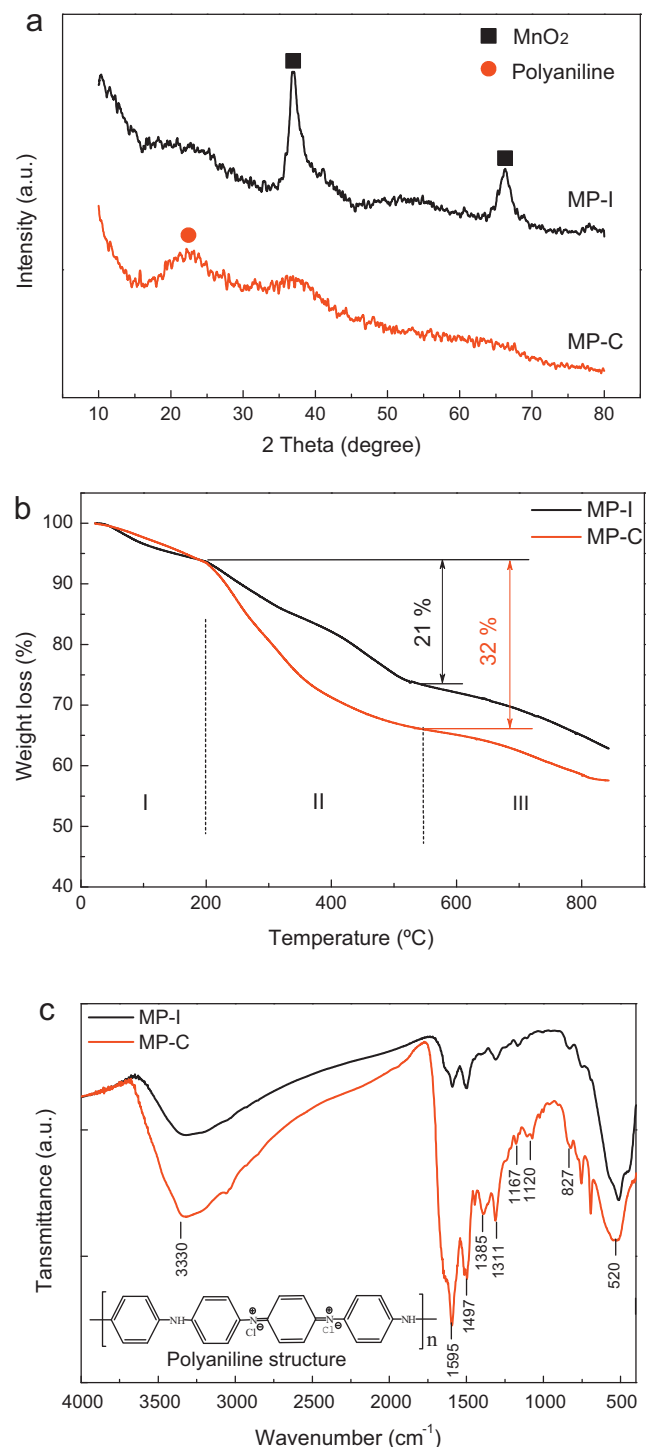 a
MnO2
Polyaniline
MP-I
MP-C
Intensity (a.u.)
10 20 30 40 50 60 70 80
2 Theta (degree)
b
MP-I
MP-C
100
90
80
70
60
50
40
21 %
32 %
I II III
Weight loss (%)
0 200 400 600 800
Temperature (ºC)
c
MP-I
MP-C
Tansmittance (a.u.)
3330
1595
1497
1385
1311
1167
1120
827
520
NH N N NH
⊕ ⊕
Cl⊖ Cl⊖
n
Polyaniline structure
4000 3500 3000 2500 2000 1500 1000 500
Wavenumber (cm-1)